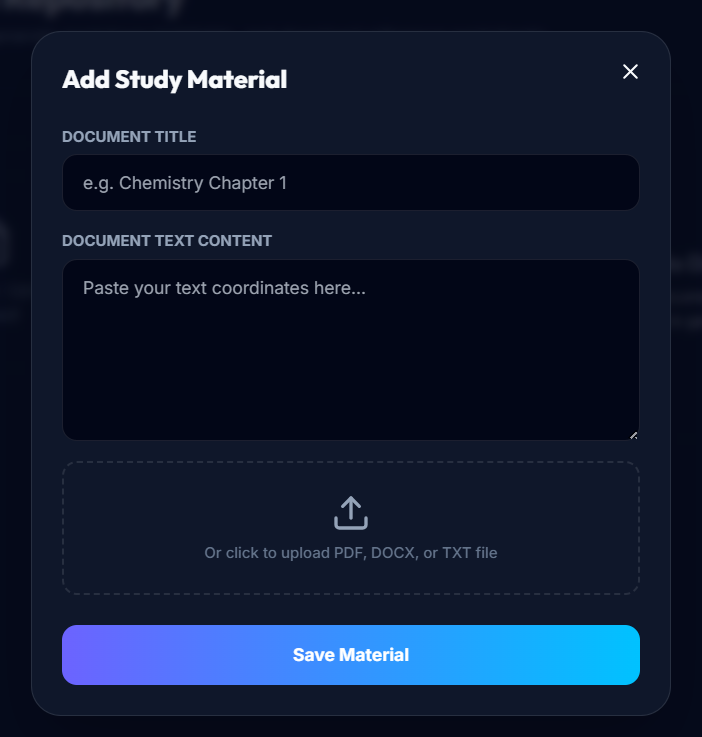 Repository
Add Study Material
DOCUMENT TITLE
e.g. Chemistry Chapter 1
DOCUMENT TEXT CONTENT
Paste your text coordinates here...
Or click to upload PDF, DOCX, or TXT file
Save Material